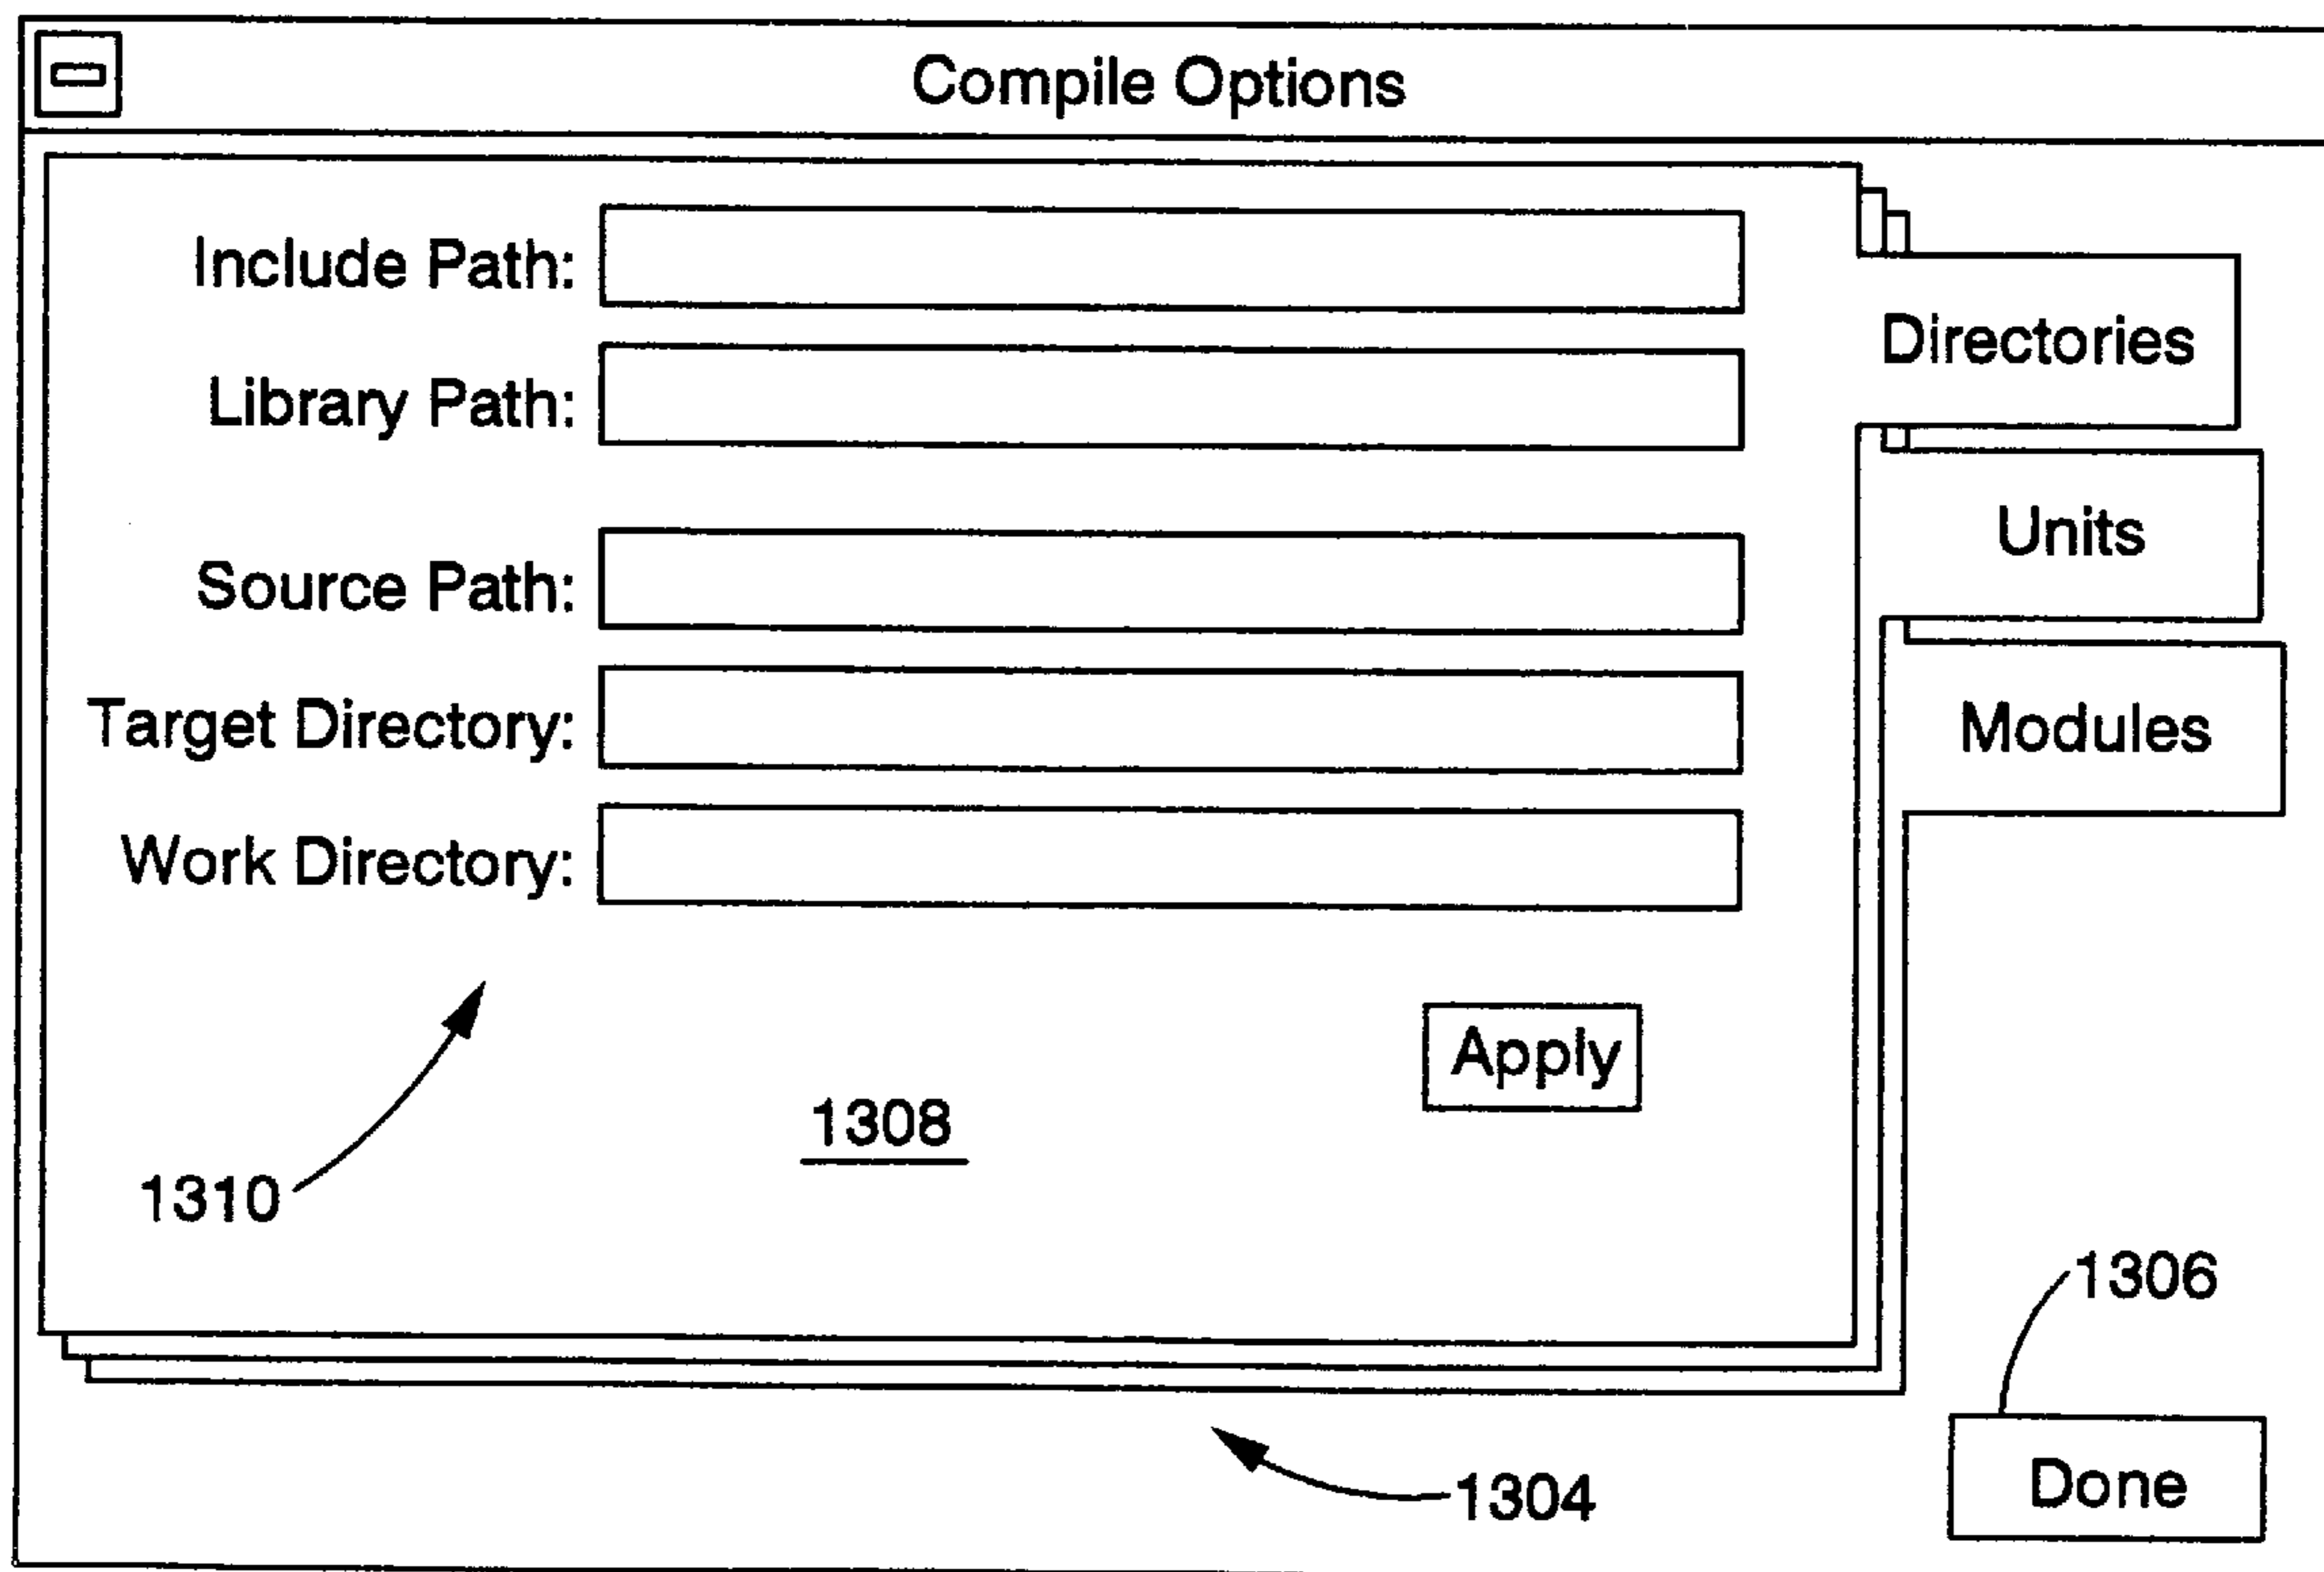 Compile Options
Include Path:
Library Path:
Source Path:
Target Directory:
Work Directory:
Directories
Units
Modules
Apply
1308
1310
1306
1304
Done